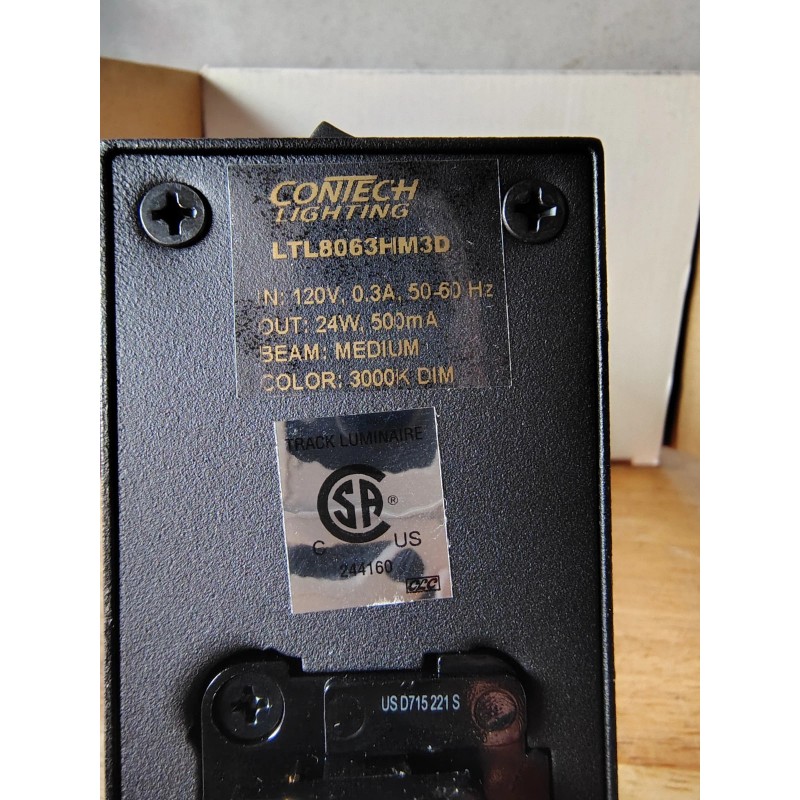 CONTECH
LIGHTING
LTL8063HM3D
IN: 120V, 0.3A, 50-60 Hz
OUT: 24W, 500mA
BEAM: MEDIUM
COLOR: 3000K DIM
TRACK LUMINAIRE
SA ®
C US
244160
CLC
US D715 221 S